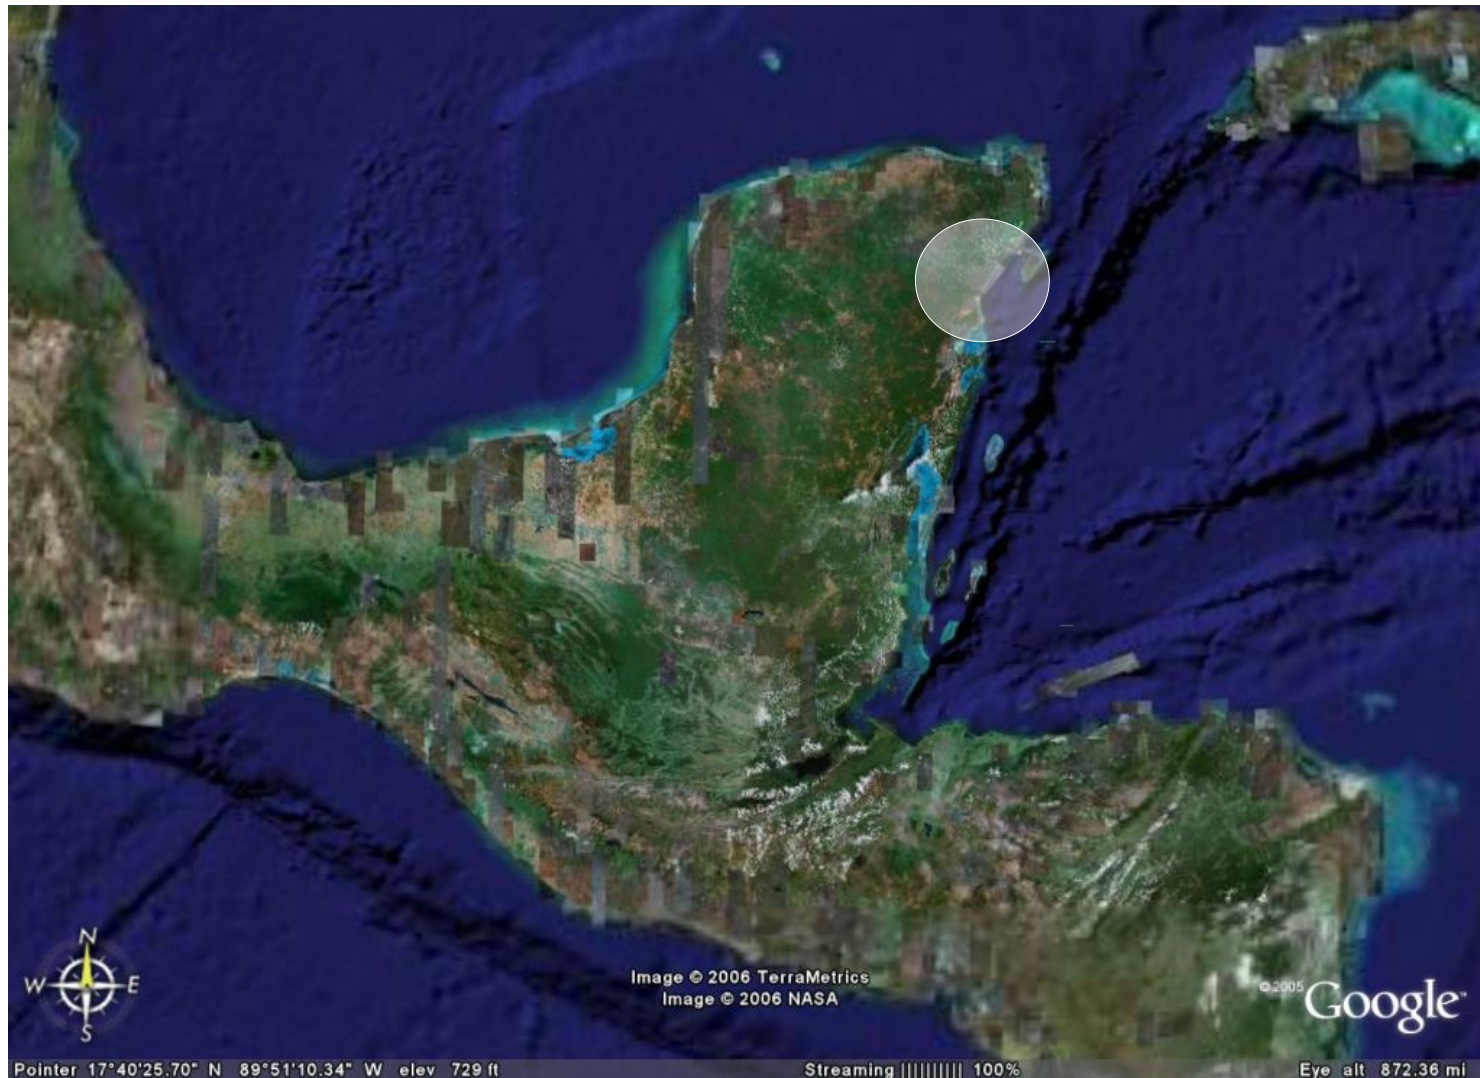 N
W E
S
Image © 2006 TerraMetrics
Image © 2006 NASA
©2005 Google™
Pointer 17°40'25.70" N 89°51'10.34" W elev 729 ft Streaming |||||||||| 100% Eye alt 872.36 mi